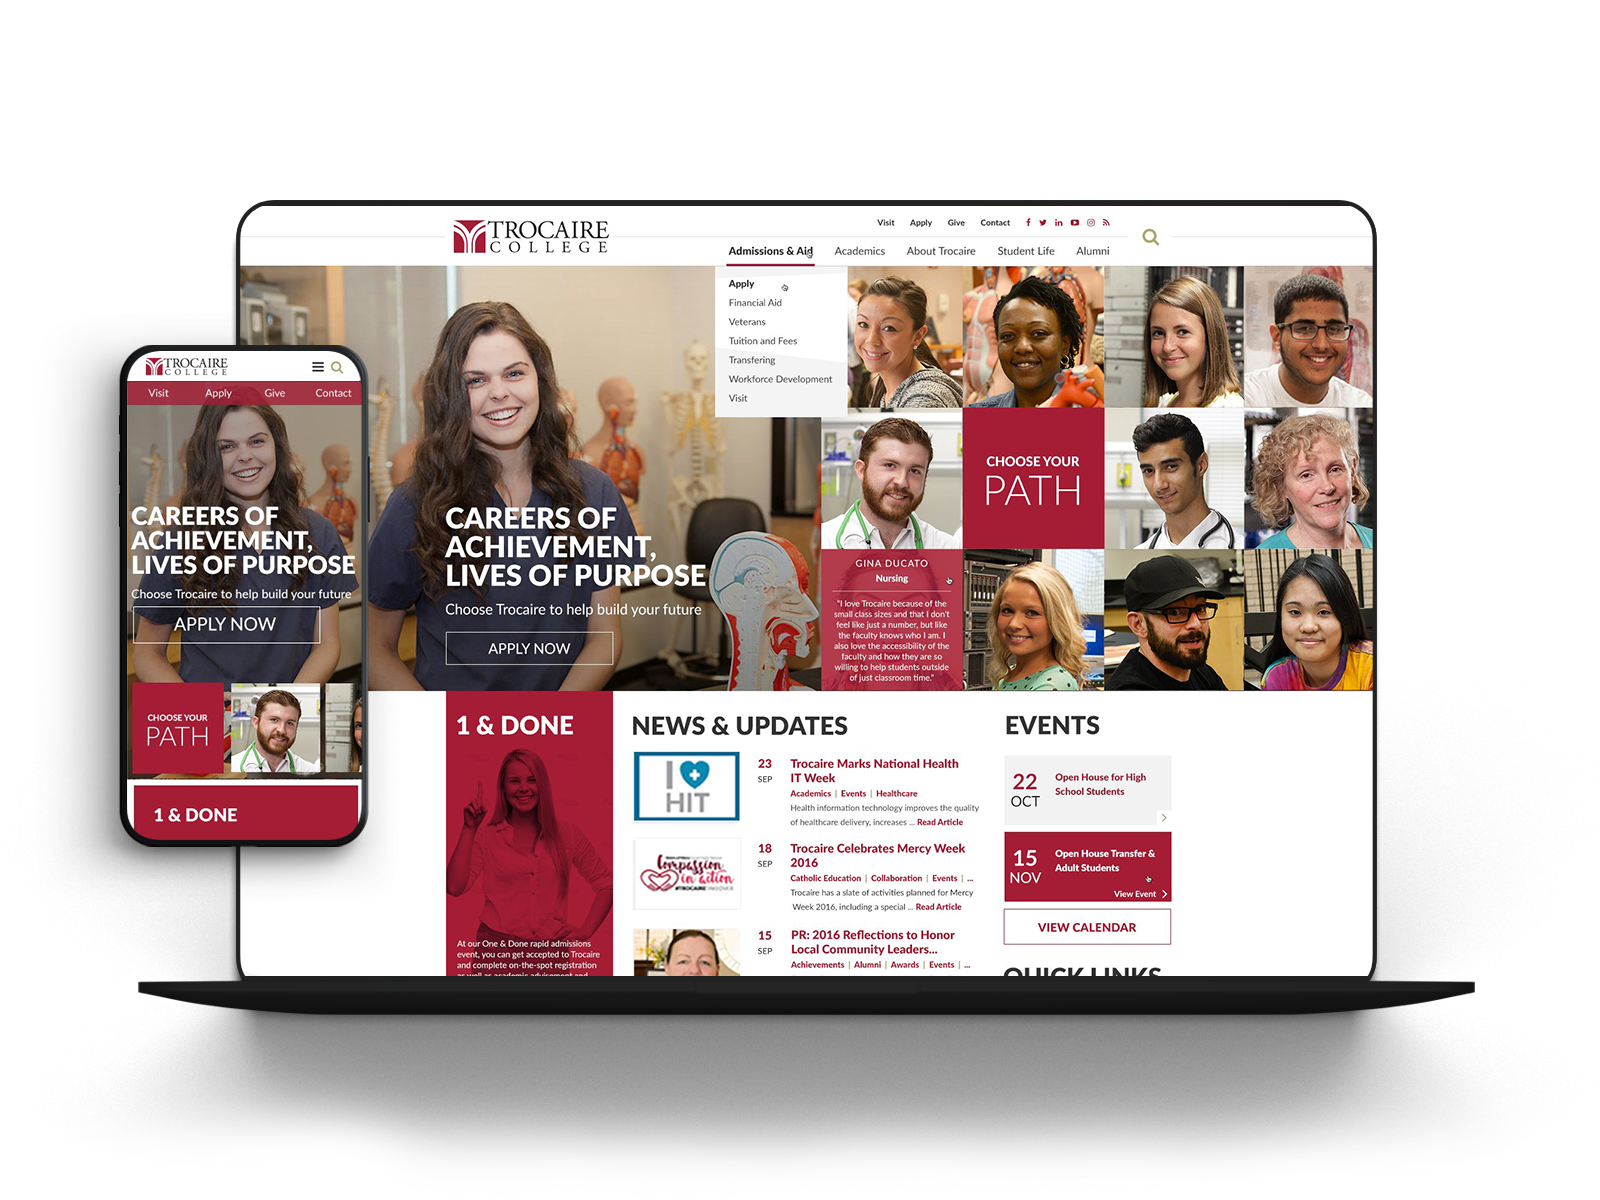 TROCAIRE
COLLEGE
Visit Apply Give Contact
Admissions & Aid Academics About Trocaire Student Life Alumni
Apply
Financial Aid
Veterans
Tuition and Fees
Transfering
Workforce Development
Visit
CAREERS OF
ACHIEVEMENT,
LIVES OF PURPOSE
Choose Trocaire to help build your future
APPLY NOW
CHOOSE YOUR
PATH
GINA DUCATO
Nursing
"I love Trocaire because of the
small class sizes and that I don't
feel like just a number, but like
the faculty knows who I am. I
also love the accessibility of the
faculty and how they are so
willing to help students outside
of just classroom time."
1 & DONE
At our One & Done rapid admissions
event, you can get accepted to Trocaire
and complete on-the-spot registration
as well as academic advisement and
NEWS & UPDATES
I
HIT
23
SEP
Trocaire Marks National Health
IT Week
Academics | Events | Healthcare
Health information technology improves the quality
of healthcare delivery, increases ... Read Article
Compassion
in action
#TROCAIRE
18
SEP
Trocaire Celebrates Mercy Week
2016
Catholic Education | Collaboration | Events | ...
Trocaire has a slate of activities planned for Mercy
Week 2016, including a special ... Read Article
15
SEP
PR: 2016 Reflections to Honor
Local Community Leaders...
Achievements | Alumni | Awards | Events | ...
EVENTS
22
OCT
Open House for High
School Students
15
NOV
Open House Transfer &
Adult Students
View Event
VIEW CALENDAR
QUICK LINKS
TROCAIRE
COLLEGE
Visit Apply Give Contact
CAREERS OF
ACHIEVEMENT,
LIVES OF PURPOSE
Choose Trocaire to help build your future
APPLY NOW
CHOOSE YOUR
PATH
1 & DONE